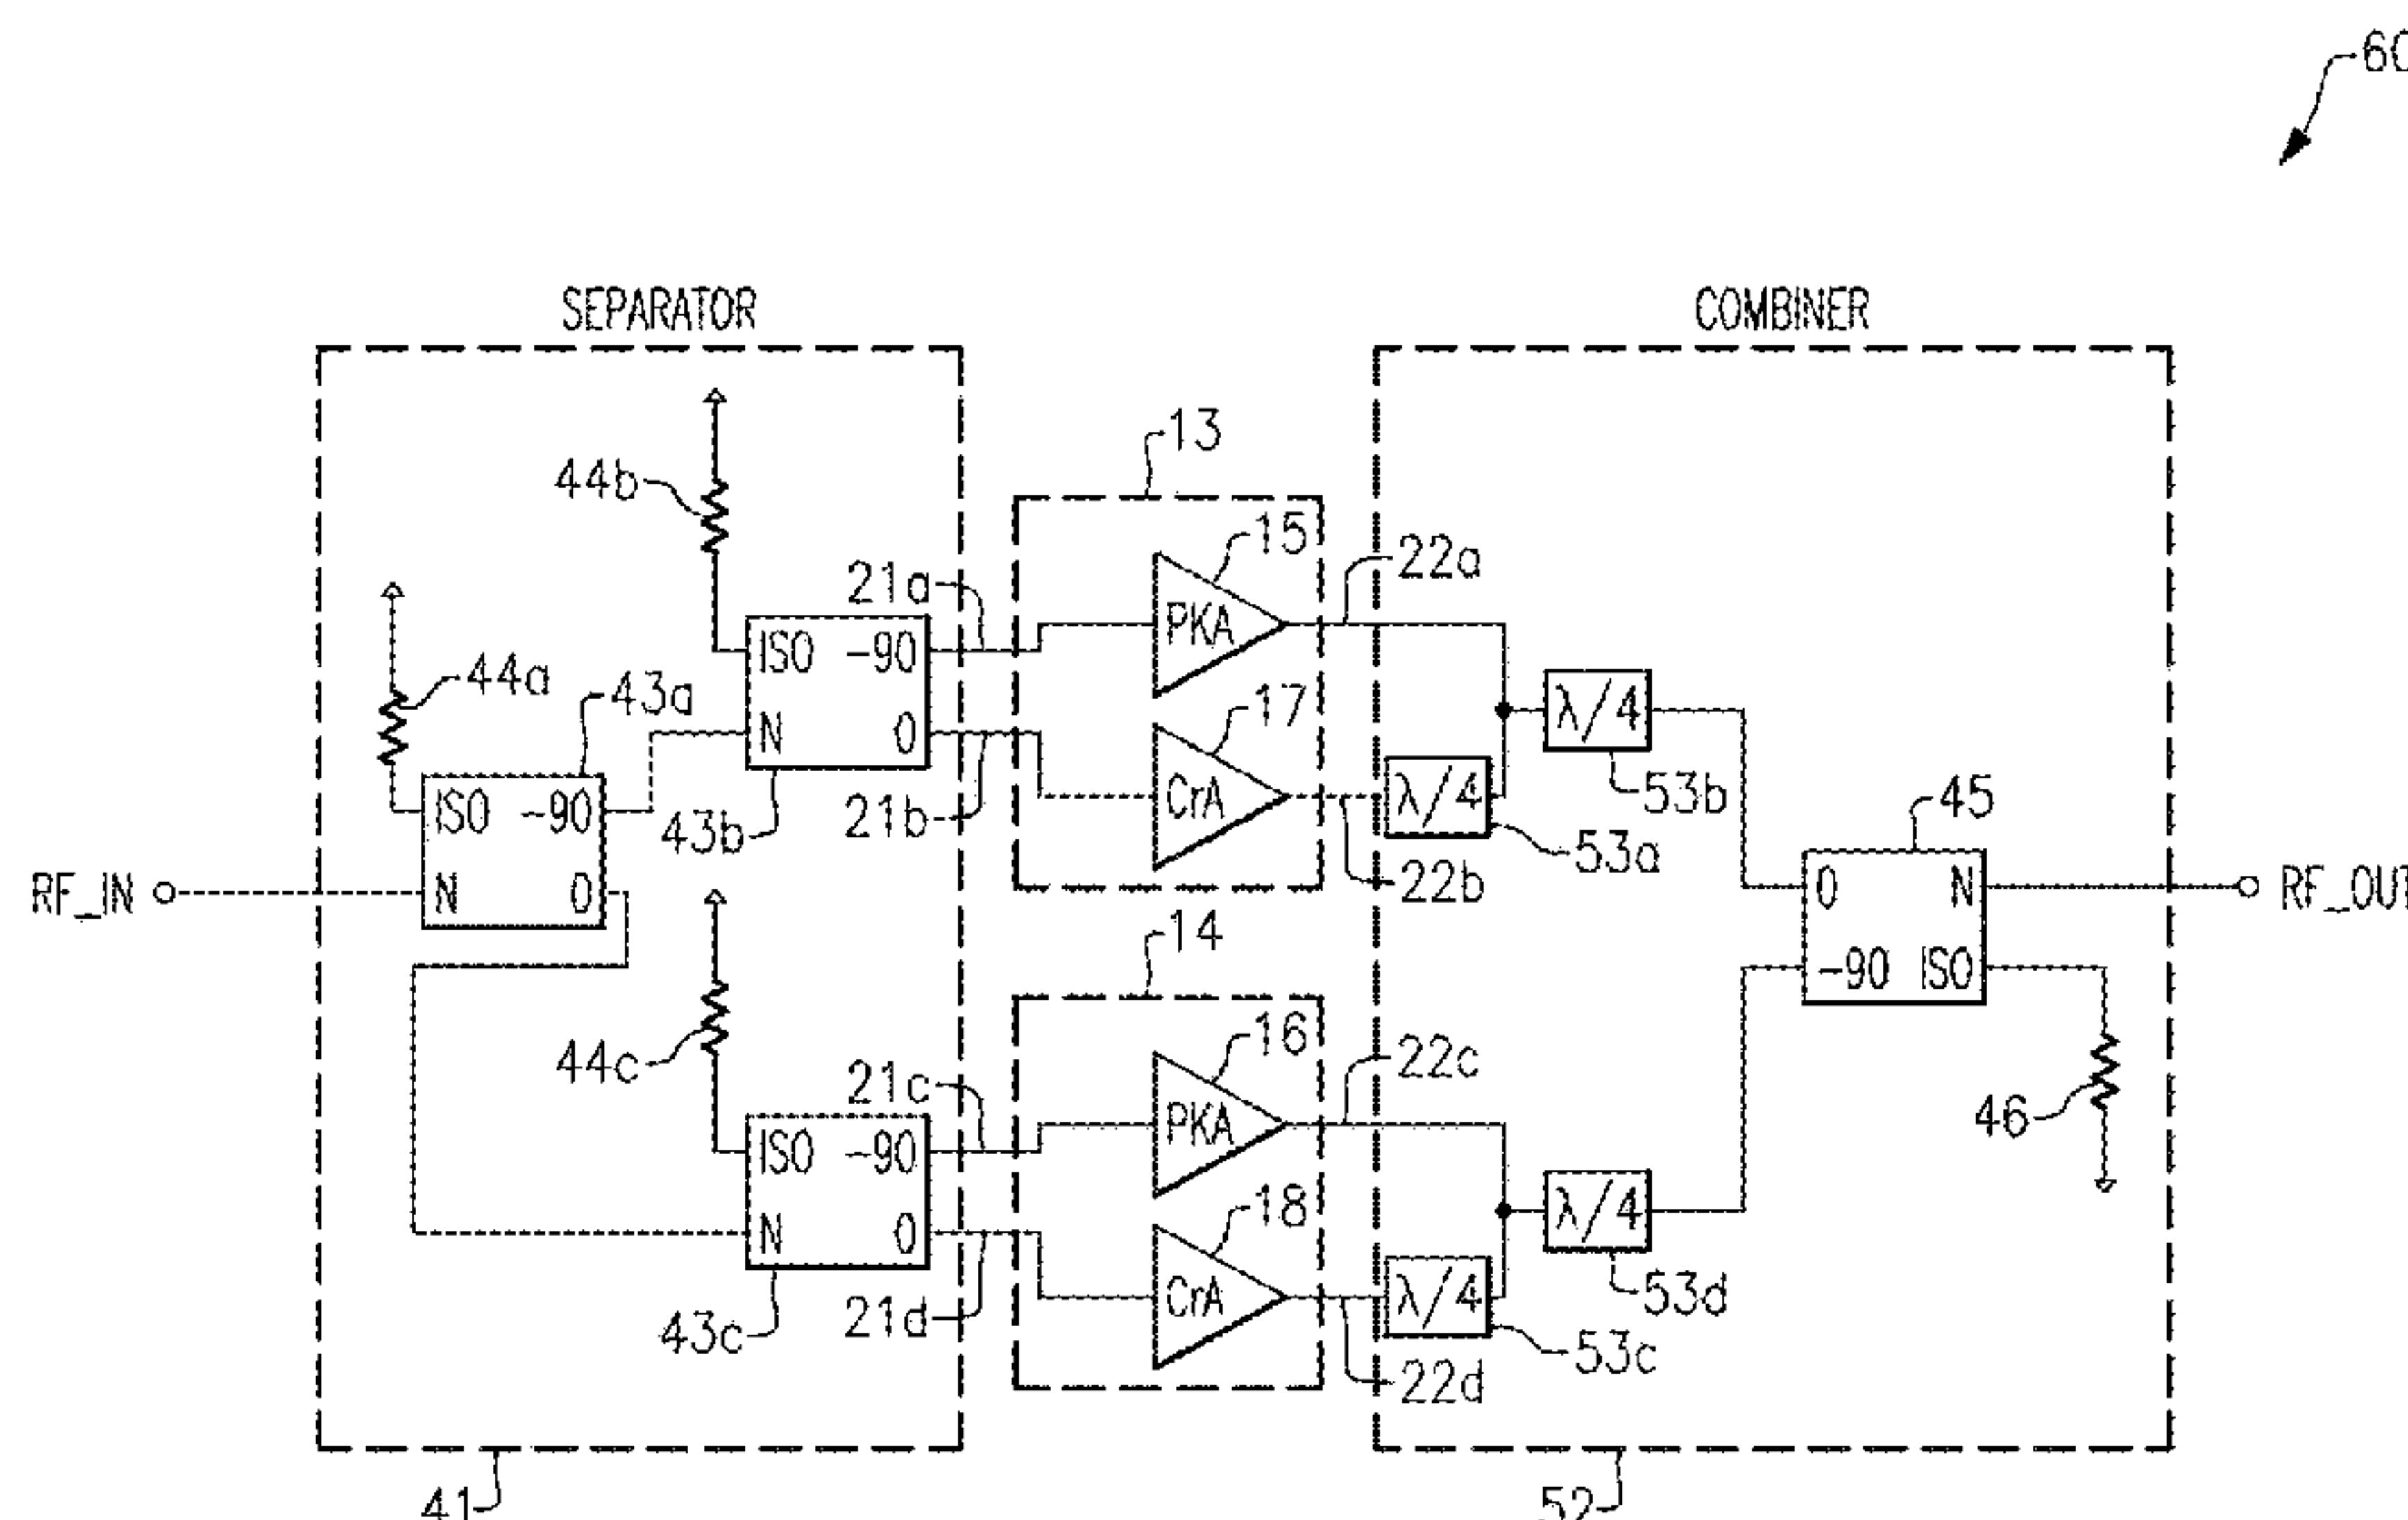 60
SEPARATOR
COMBINER
13
44b
15
22a
21a
PKA
44a
43a
ISO -90
17
λ/4
N 0
53b
ISO -90
43b
21b
CrA
λ/4
53a
45
22b
RF_IN
N 0
0 N
RF_OUT
14
-90 ISO
16
22c
44c
21c
PKA
46
ISO -90
18
λ/4
N 0
53d
43c
21d
CrA
λ/4
53c
22d
41
52